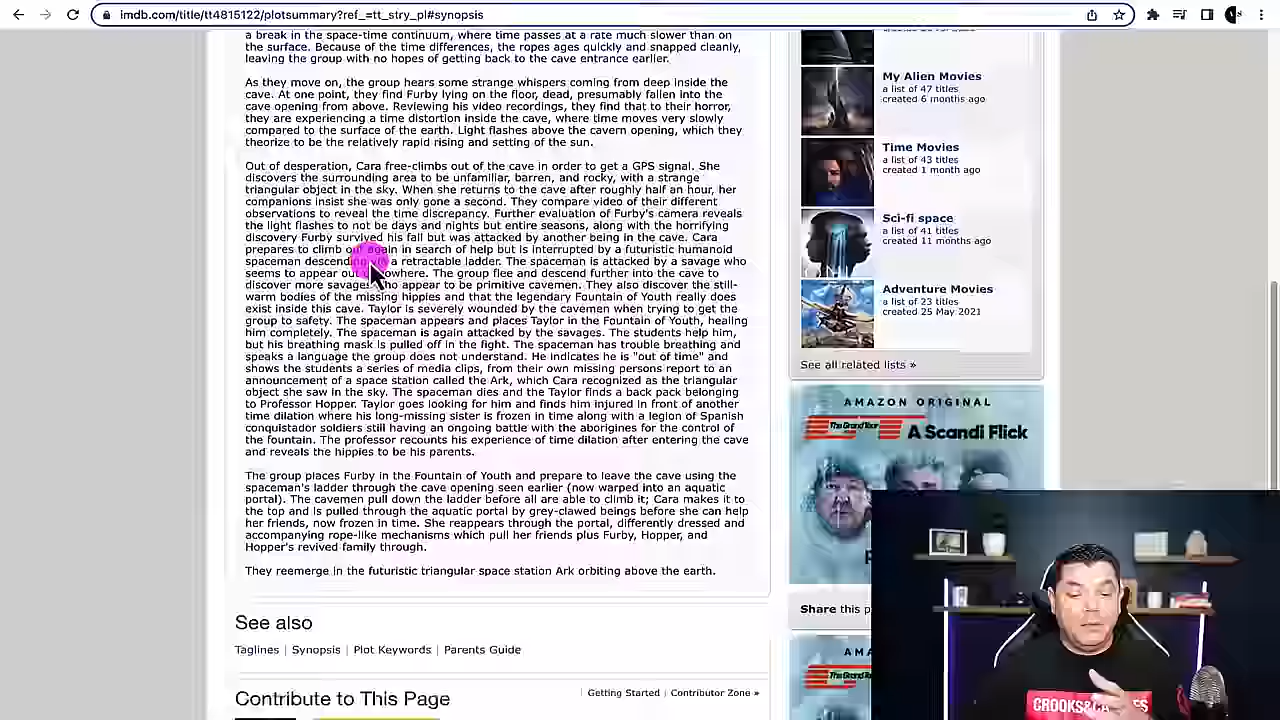 imdb.com/title/tt4815122/plotsummary?ref_=tt_stry_pl#synopsis
a break in the space-time continuum, where time passes at a rate much slower than on
the surface. Because of the time differences, the ropes ages quickly and snapped cleanly,
leaving the group with no hopes of getting back to the cave entrance earlier.
As they move on, the group hears some strange whispers coming from deep inside the
cave. At one point, they find Furby lying on the floor, dead, presumably fallen into the
cave opening from above. Reviewing his video recordings, they find that to their horror,
they are experiencing a time distortion inside the cave, where time moves very slowly
compared to the surface of the earth. Light flashes above the cavern opening, which they
theorize to be the relatively rapid rising and setting of the sun.
Out of desperation, Cara free-climbs out of the cave in order to get a GPS signal. She
discovers the surrounding area to be unfamiliar, barren, and rocky, with a strange
triangular object in the sky. When she returns to the cave after roughly half an hour, her
companions insist she was only gone a second. They compare video of their different
observations to reveal the time discrepancy. Further evaluation of Furby's camera reveals
the light flashes to not be days and nights but entire seasons, along with the horrifying
discovery Furby survived his fall but was attacked by another being in the cave. Cara
prepares to climb out again in search of help but is interrupted by a futuristic humanoid
spaceman descending a retractable ladder. The spaceman is attacked by a savage who
seems to appear out nowhere. The group flee and descend further into the cave to
discover more savages who appear to be primitive cavemen. They also discover the still-
warm bodies of the missing hippies and that the legendary Fountain of Youth really does
exist inside this cave. Taylor is severely wounded by the cavemen when trying to get the
group to safety. The spaceman appears and places Taylor in the Fountain of Youth, healing
him completely. The spaceman is again attacked by the savages. The students help him,
but his breathing mask is pulled off in the fight. The spaceman has trouble breathing and
speaks a language the group does not understand. He indicates he is "out of time" and
shows the students a series of media clips, from their own missing persons report to an
announcement of a space station called the Ark, which Cara recognized as the triangular
object she saw in the sky. The spaceman dies and the Taylor finds a back pack belonging
to Professor Hopper. Taylor goes looking for him and finds him injured in front of another
time dilation where his long-missing sister is frozen in time along with a legion of Spanish
conquistador soldiers still having an ongoing battle with the aborigines for the control of
the fountain. The professor recounts his experience of time dilation after entering the cave
and reveals the hippies to be his parents.
The group places Furby in the Fountain of Youth and prepare to leave the cave using the
spaceman's ladder through the cave opening seen earlier (now warped into an aquatic
portal). The cavemen pull down the ladder before all are able to climb it; Cara makes it to
the top and is pulled through the aquatic portal by grey-clawed beings before she can help
her friends, now frozen in time. She reappears through the portal, differently dressed and
accompanying rope-like mechanisms which pull her friends plus Furby, Hopper, and
Hopper's revived family through.
They reemerge in the futuristic triangular space station Ark orbiting above the earth.
See also
Taglines | Synopsis | Plot Keywords | Parents Guide
Contribute to This Page
Getting Started | Contributor Zone »
My Alien Movies
a list of 47 titles
created 6 months ago
Time Movies
a list of 43 titles
created 1 month ago
Sci-fi space
a list of 41 titles
created 11 months ago
Adventure Movies
a list of 23 titles
created 25 May 2021
See all related lists »
AMAZON ORIGINAL
The Grand Tour
A Scandi Flick
Share this
AMA
CROOKS&CA